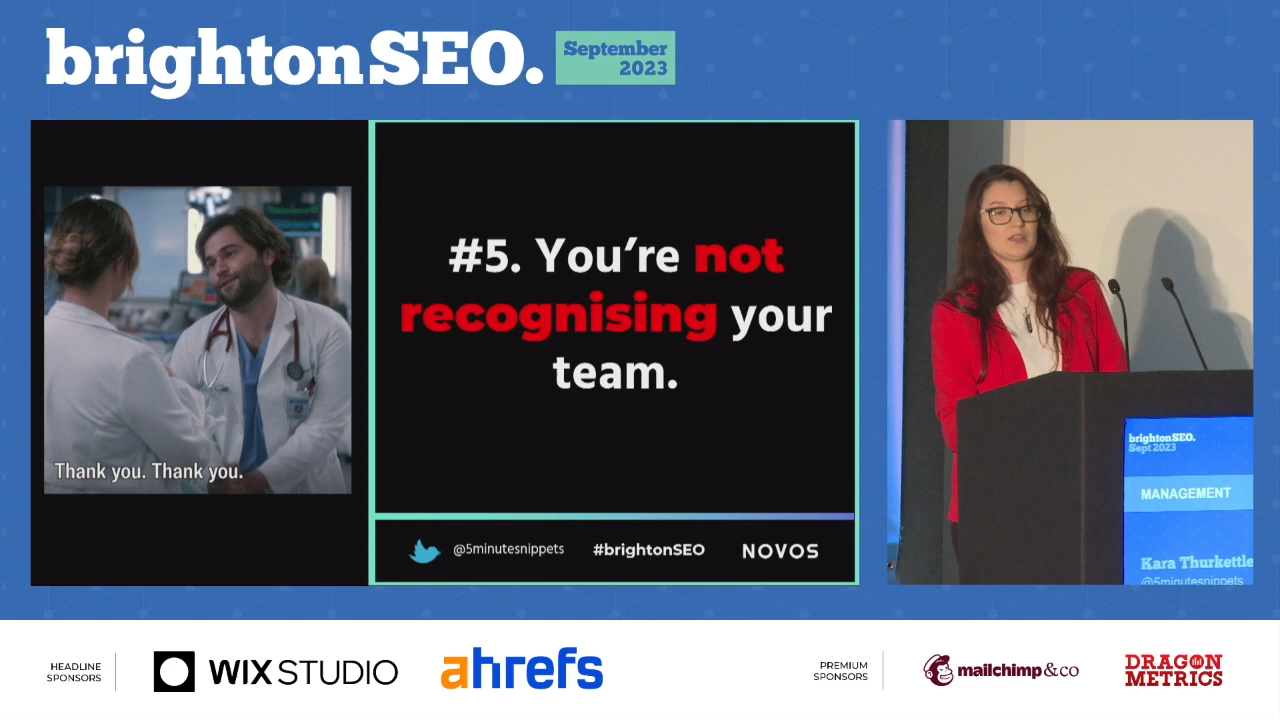 brightonSEO.
September
2023
Thank you. Thank you.
#5. You’re not
recognising your
team.
@5minutesnippets
#brightonSEO
NOVOS
brightonSEO.
Sept 2023
MANAGEMENT
Kara Thurkettle
@5minutesnippets
HEADLINE
SPONSORS
WIX STUDIO
ahrefs
PREMIUM
SPONSORS
mailchimp&co
DRAGON
METRICS